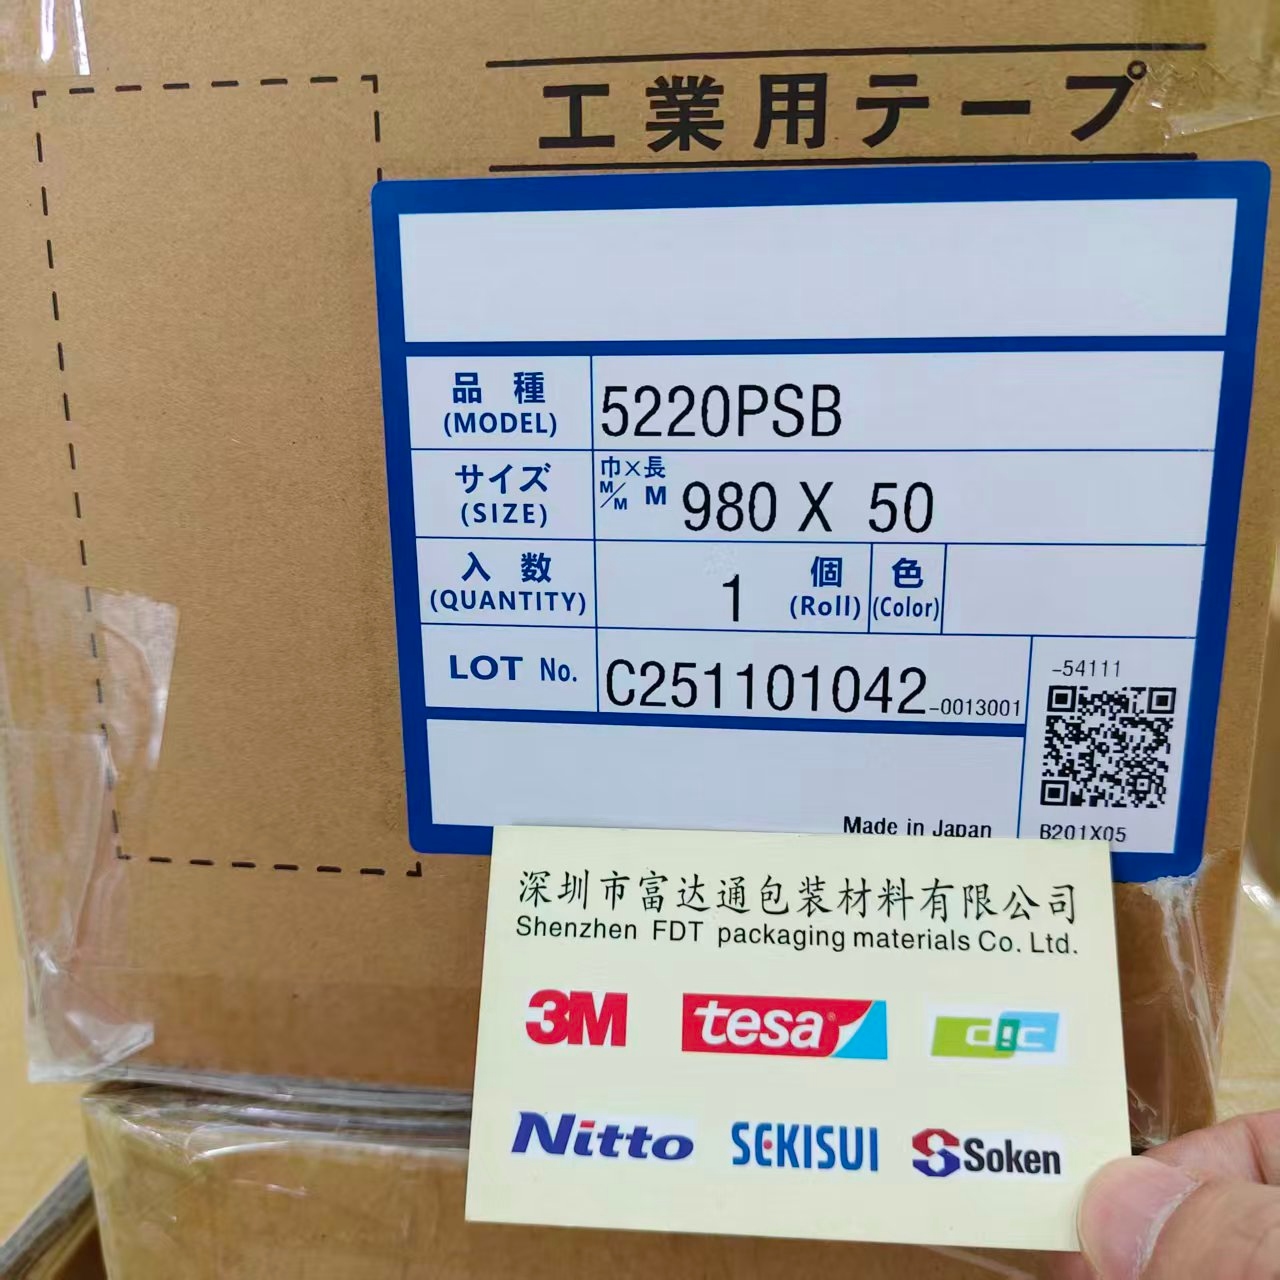 工業用テープ
品種
(MODEL)
5220PSB
サイズ
(SIZE)
巾×長
M/M M
980 X 50
入数
(QUANTITY)
1
個
(Roll)
色
(Color)
LOT No.
C251101042-0013001
-54111
Made in Japan
B201X05
深圳市富达通包装材料有限公司
Shenzhen FDT packaging materials Co. Ltd.
3M tesa® dic
Nitto SEKISUI Soken